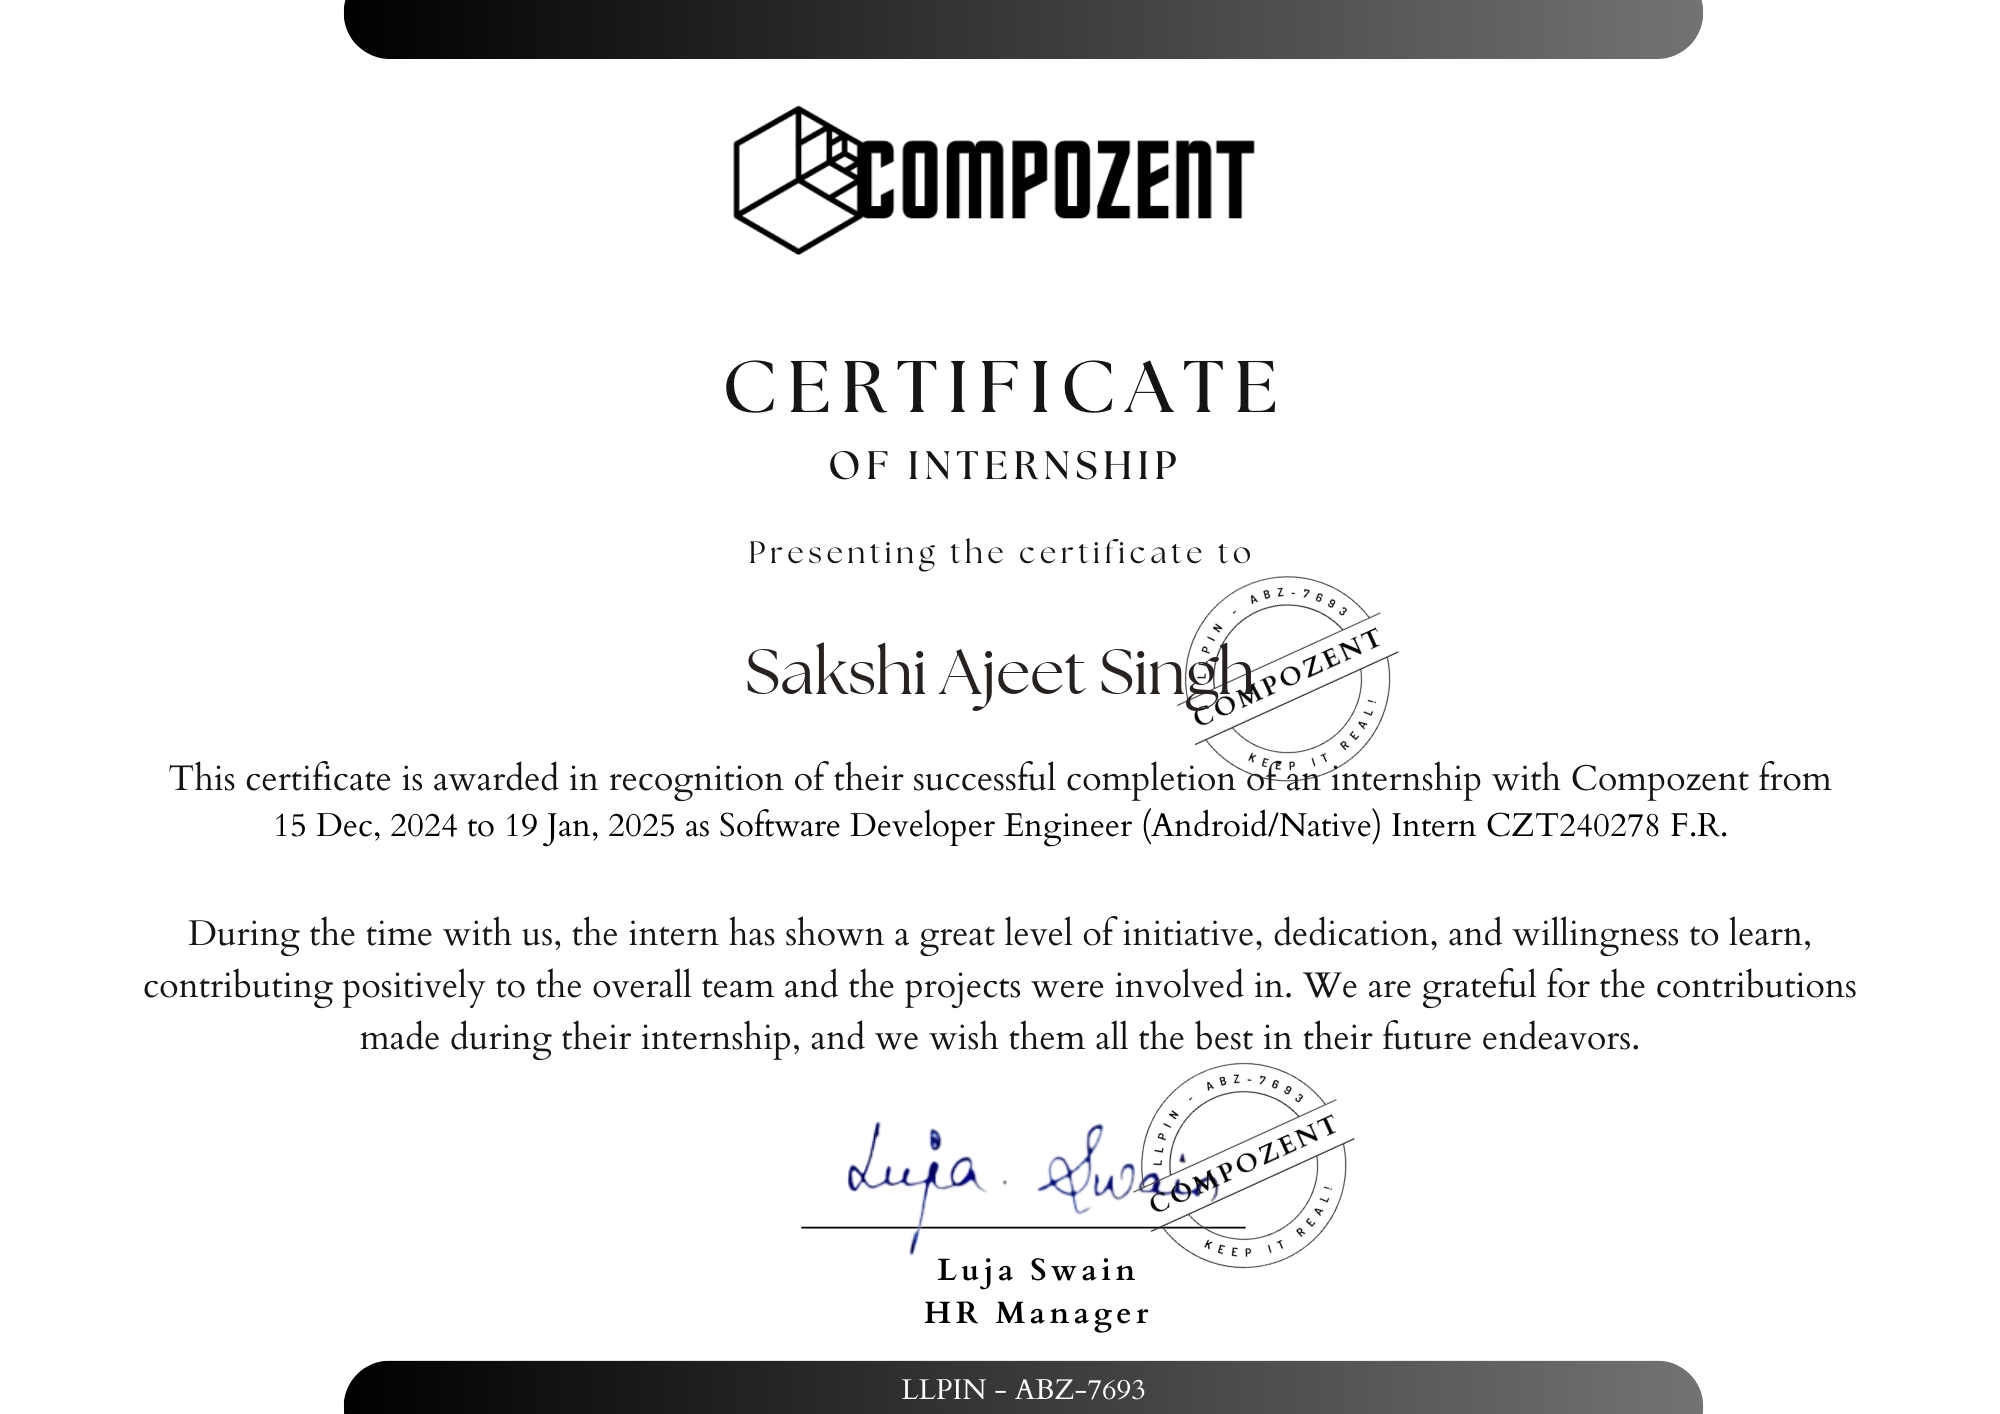 COMPOZENT
CERTIFICATE
OF INTERNSHIP
Presenting the certificate to
Sakshi Ajeet Singh
LLPIN - ABZ-7693
COMPOZENT
KEEP IT REAL!
This certificate is awarded in recognition of their successful completion of an internship with Compozent from
15 Dec, 2024 to 19 Jan, 2025 as Software Developer Engineer (Android/Native) Intern CZT240278 F.R.
During the time with us, the intern has shown a great level of initiative, dedication, and willingness to learn,
contributing positively to the overall team and the projects were involved in. We are grateful for the contributions
made during their internship, and we wish them all the best in their future endeavors.
Luja Swain
LLPIN - ABZ-7693
COMPOZENT
KEEP IT REAL!
Luja Swain
HR Manager
LLPIN - ABZ-7693